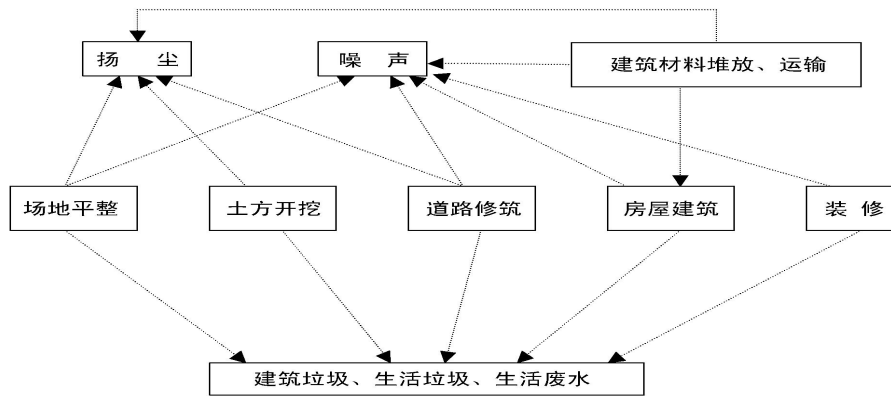 扬 尘
噪 声
建筑材料堆放、运输
场地平整
土方开挖
道路修筑
房屋建筑
装 修
建筑垃圾、生活垃圾、生活废水